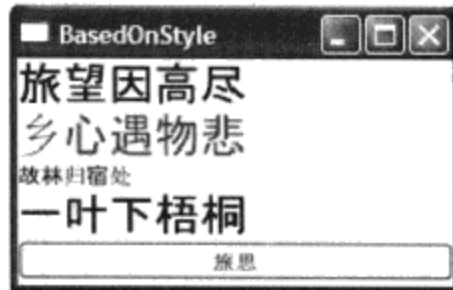 BasedOnStyle
旅望因高尽
乡心遇物悲
故林归宿处
一叶下梧桐
旅思